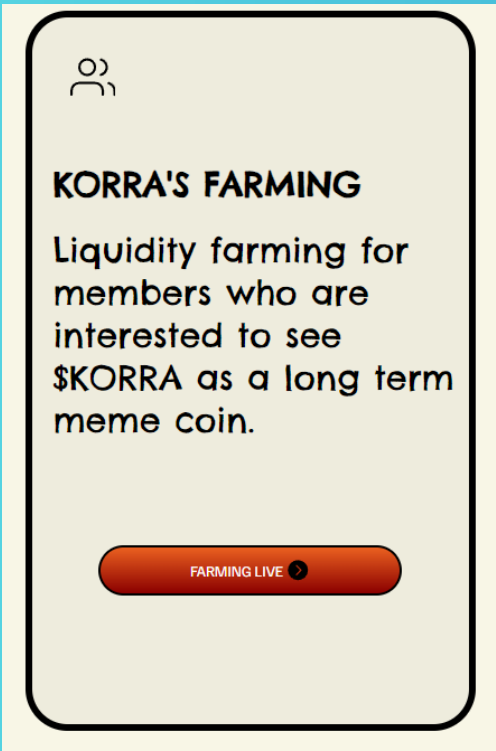 KORRA'S FARMING
Liquidity farming for
members who are
interested to see
$KORRA as a long term
meme coin.
FARMING LIVE